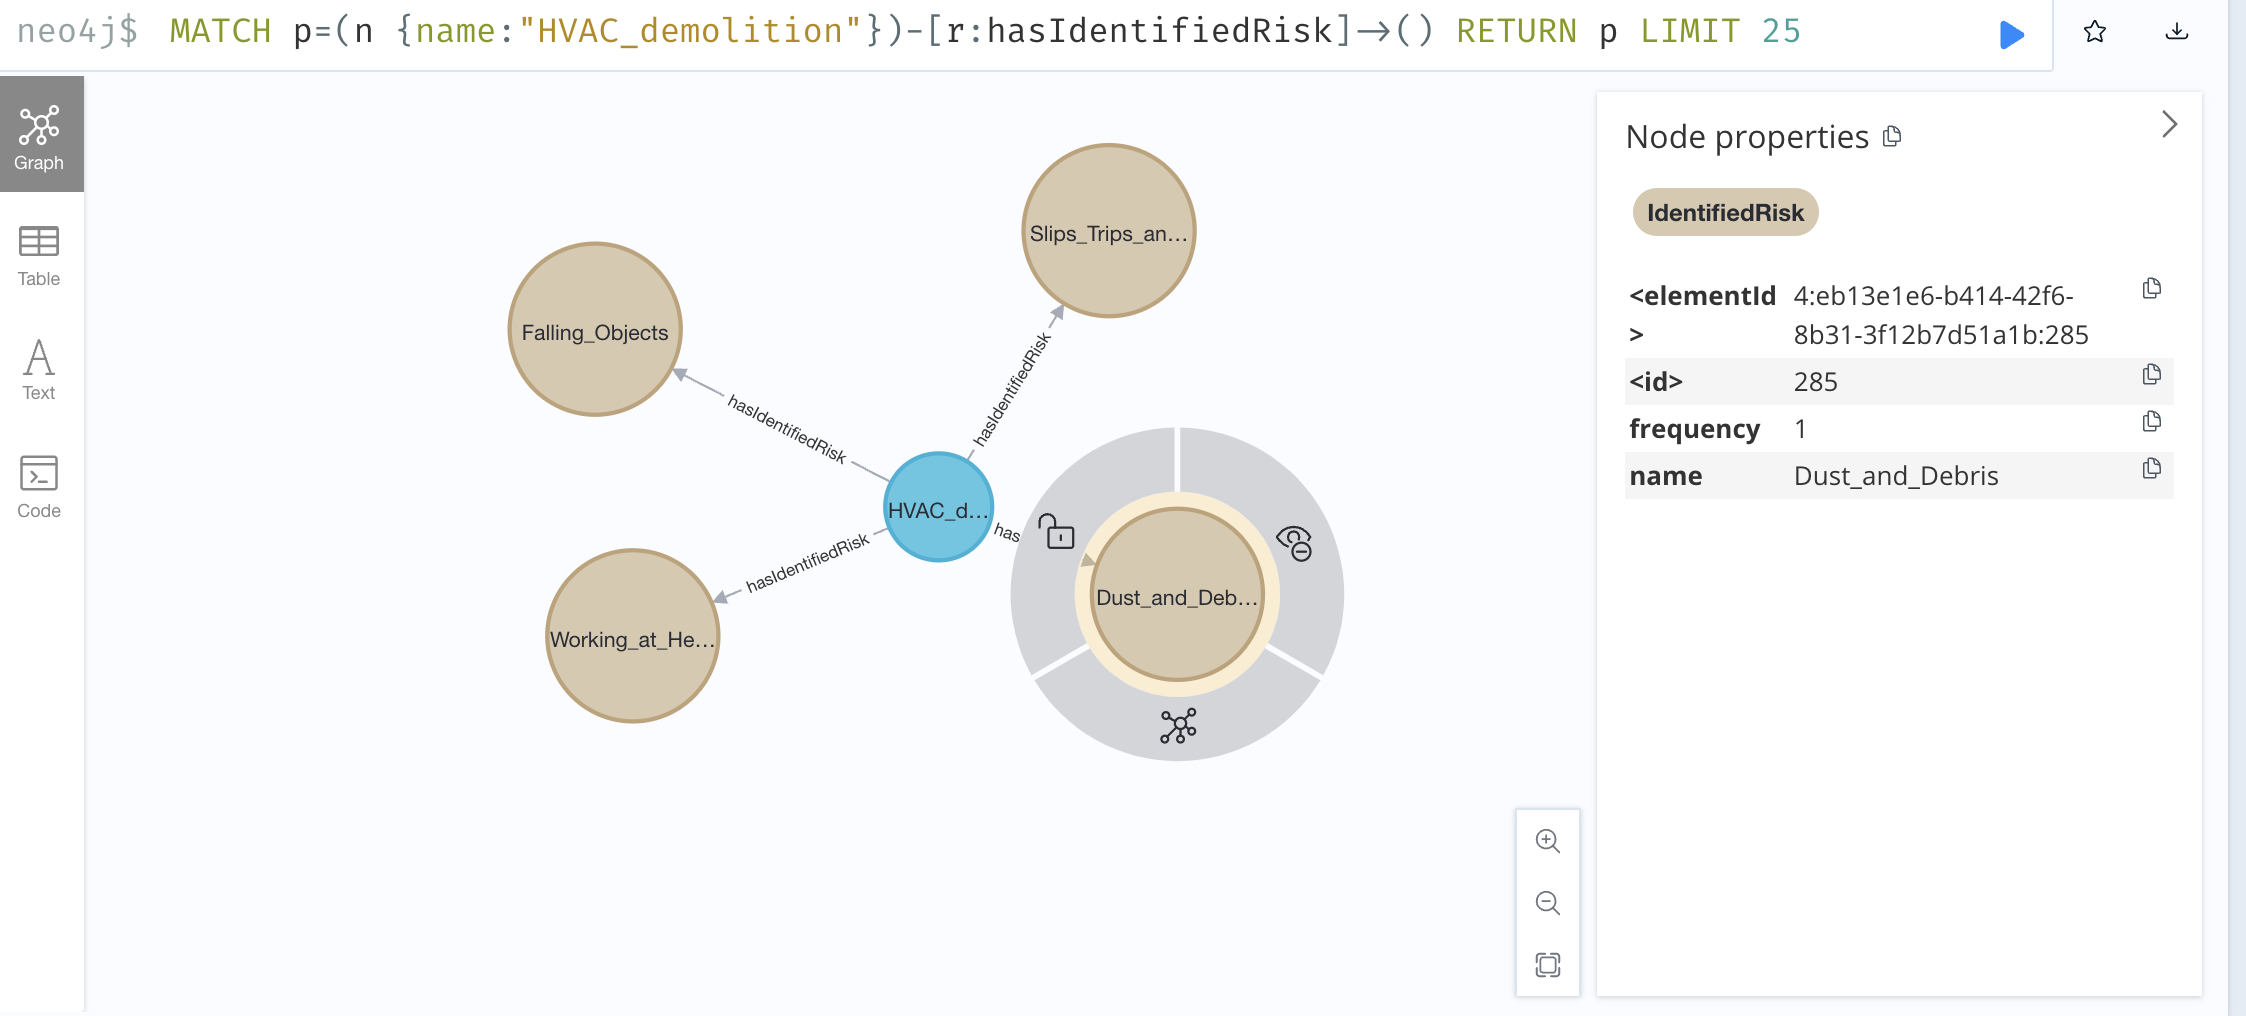 neo4j$ MATCH p=(n {name:"HVAC_demolition"})-[r:hasIdentifiedRisk]->() RETURN p LIMIT 25
Graph
Table
Text
Code
Slips_Trips_an...
Falling_Objects
hasIdentifiedRisk
hasIdentifiedRisk
HVAC_d...
has
hasIdentifiedRisk
Dust_and_Deb...
Working_at_He...
Node properties
IdentifiedRisk
<elementId 4:eb13e1e6-b414-42f6-
> 8b31-3f12b7d51a1b:285
<id> 285
frequency 1
name Dust_and_Debris